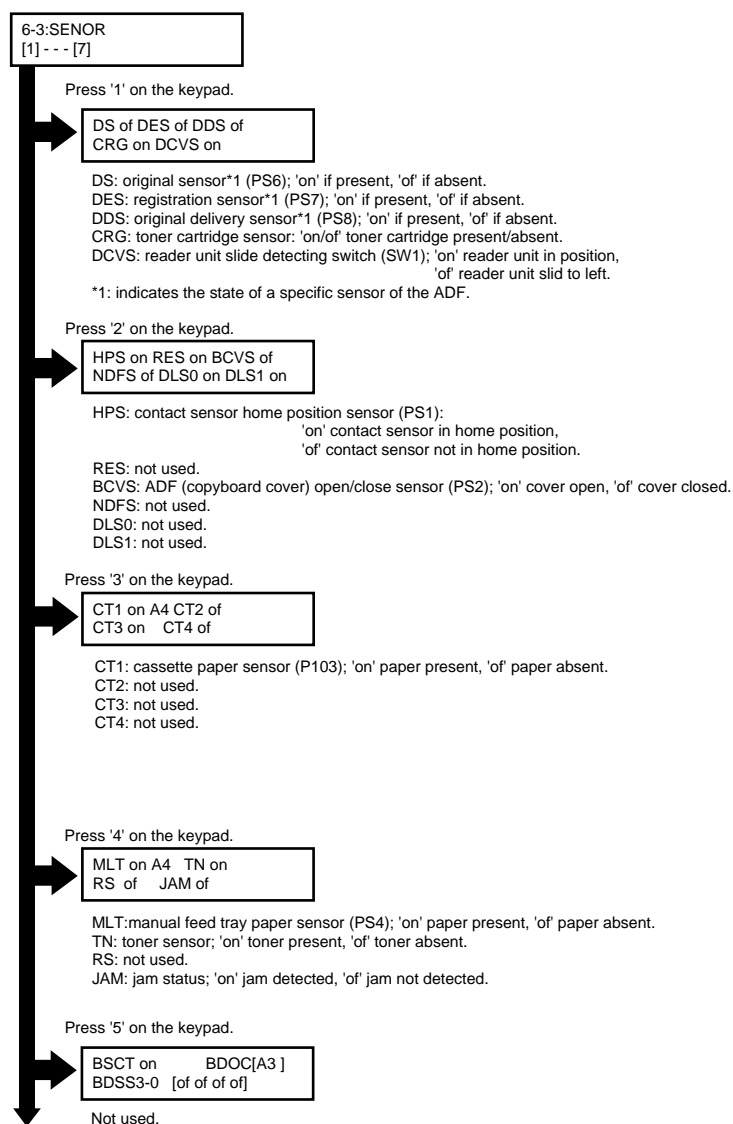 6-3:SENOR
[1] - - - [7]
Press '1' on the keypad.
DS of DES of DDS of
CRG on DCVS on
DS: original sensor*1 (PS6); 'on' if present, 'of' if absent.
DES: registration sensor*1 (PS7); 'on' if present, 'of' if absent.
DDS: original delivery sensor*1 (PS8); 'on' if present, 'of' if absent.
CRG: toner cartridge sensor: 'on/of' toner cartridge present/absent.
DCVS: reader unit slide detecting switch (SW1); 'on' reader unit in position,
'of' reader unit slid to left.
*1: indicates the state of a specific sensor of the ADF.
Press '2' on the keypad.
HPS on RES on BCVS of
NDFS of DLS0 on DLS1 on
HPS: contact sensor home position sensor (PS1):
'on' contact sensor in home position,
'of' contact sensor not in home position.
RES: not used.
BCVS: ADF (copyboard cover) open/close sensor (PS2); 'on' cover open, 'of' cover closed.
NDFS: not used.
DLS0: not used.
DLS1: not used.
Press '3' on the keypad.
CT1 on A4 CT2 of
CT3 on CT4 of
CT1: cassette paper sensor (P103); 'on' paper present, 'of' paper absent.
CT2: not used.
CT3: not used.
CT4: not used.
Press '4' on the keypad.
MLT on A4 TN on
RS of JAM of
MLT:manual feed tray paper sensor (PS4); 'on' paper present, 'of' paper absent.
TN: toner sensor; 'on' toner present, 'of' toner absent.
RS: not used.
JAM: jam status; 'on' jam detected, 'of' jam not detected.
Press '5' on the keypad.
BSCT on BDOC[A3 ]
BDSS3-0 [of of of of]
Not used.